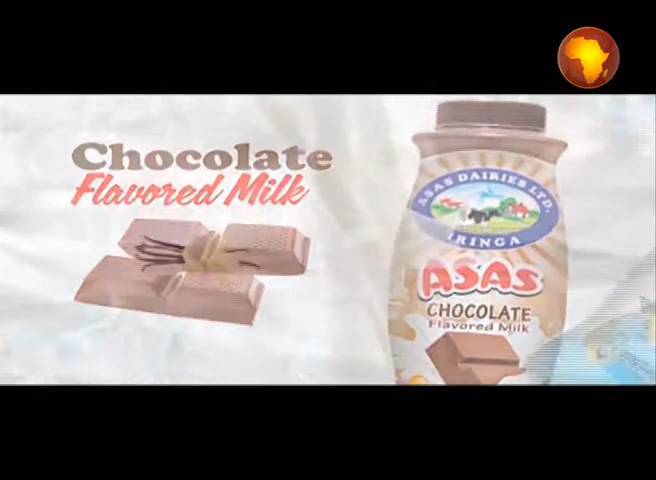 Chocolate
Flavored Milk
ASAS DAIRIES LTD.
IRINGA
ASAS
CHOCOLATE
Flavored Milk